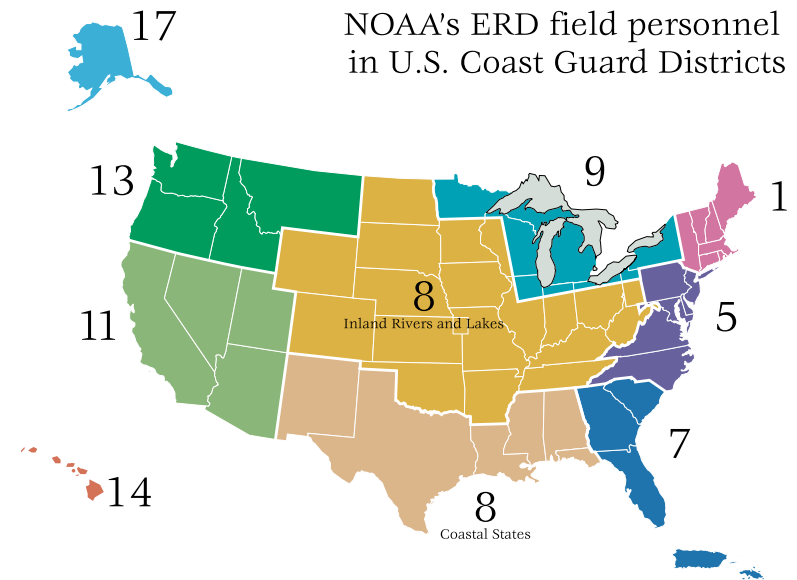 NOAA's ERD field personnel
in U.S. Coast Guard Districts
17
13
9
1
8
Inland Rivers and Lakes
11
5
7
14
8
Coastal States